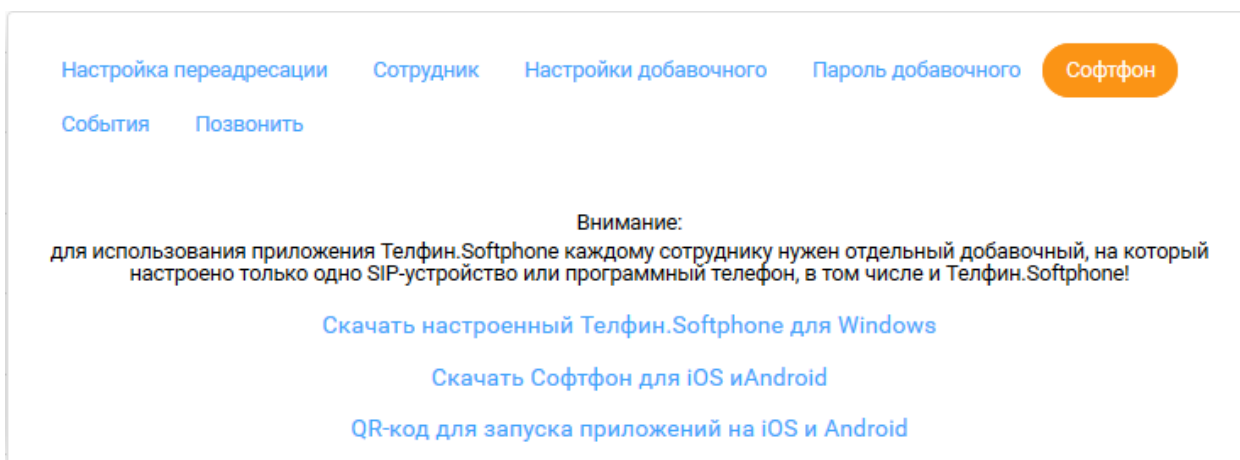 Настройка переадресации Сотрудник Настройки добавочного Пароль добавочного Софтфон
События Позвонить
Внимание:
для использования приложения Телфин.Softphone каждому сотруднику нужен отдельный добавочный, на который
настроено только одно SIP-устройство или программный телефон, в том числе и Телфин.Softphone!
Скачать настроенный Телфин.Softphone для Windows
Скачать Софтфон для iOS иAndroid
QR-код для запуска приложений на iOS и Android